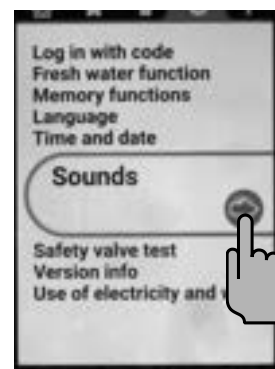 Log in with code
Fresh water function
Memory functions
Language
Time and date
Sounds
Safety valve test
Version info
Use of electricity and